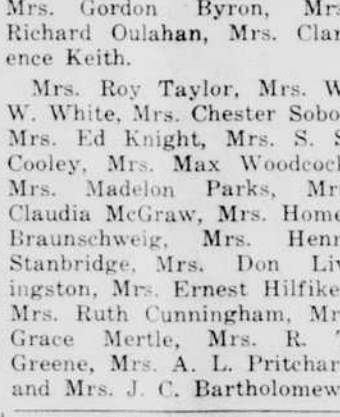 Mrs. Gordon Byron, Mrs
Richard Oulahan, Mrs. Clar
ence Keith.
Mrs. Roy Taylor, Mrs. W
W. White, Mrs. Chester Sobo
Mrs. Ed Knight, Mrs. S. S
Cooley, Mrs. Max Woodcock
Mrs. Madelon Parks, Mrs
Claudia McGraw, Mrs. Home
Braunschweig, Mrs. Henr
Stanbridge, Mrs. Don Liv
ingston, Mrs. Ernest Hilfike
Mrs. Ruth Cunningham, Mr
Grace Mertle, Mrs. R. T
Greene, Mrs. A. L. Pritchar
and Mrs. J. C. Bartholomew